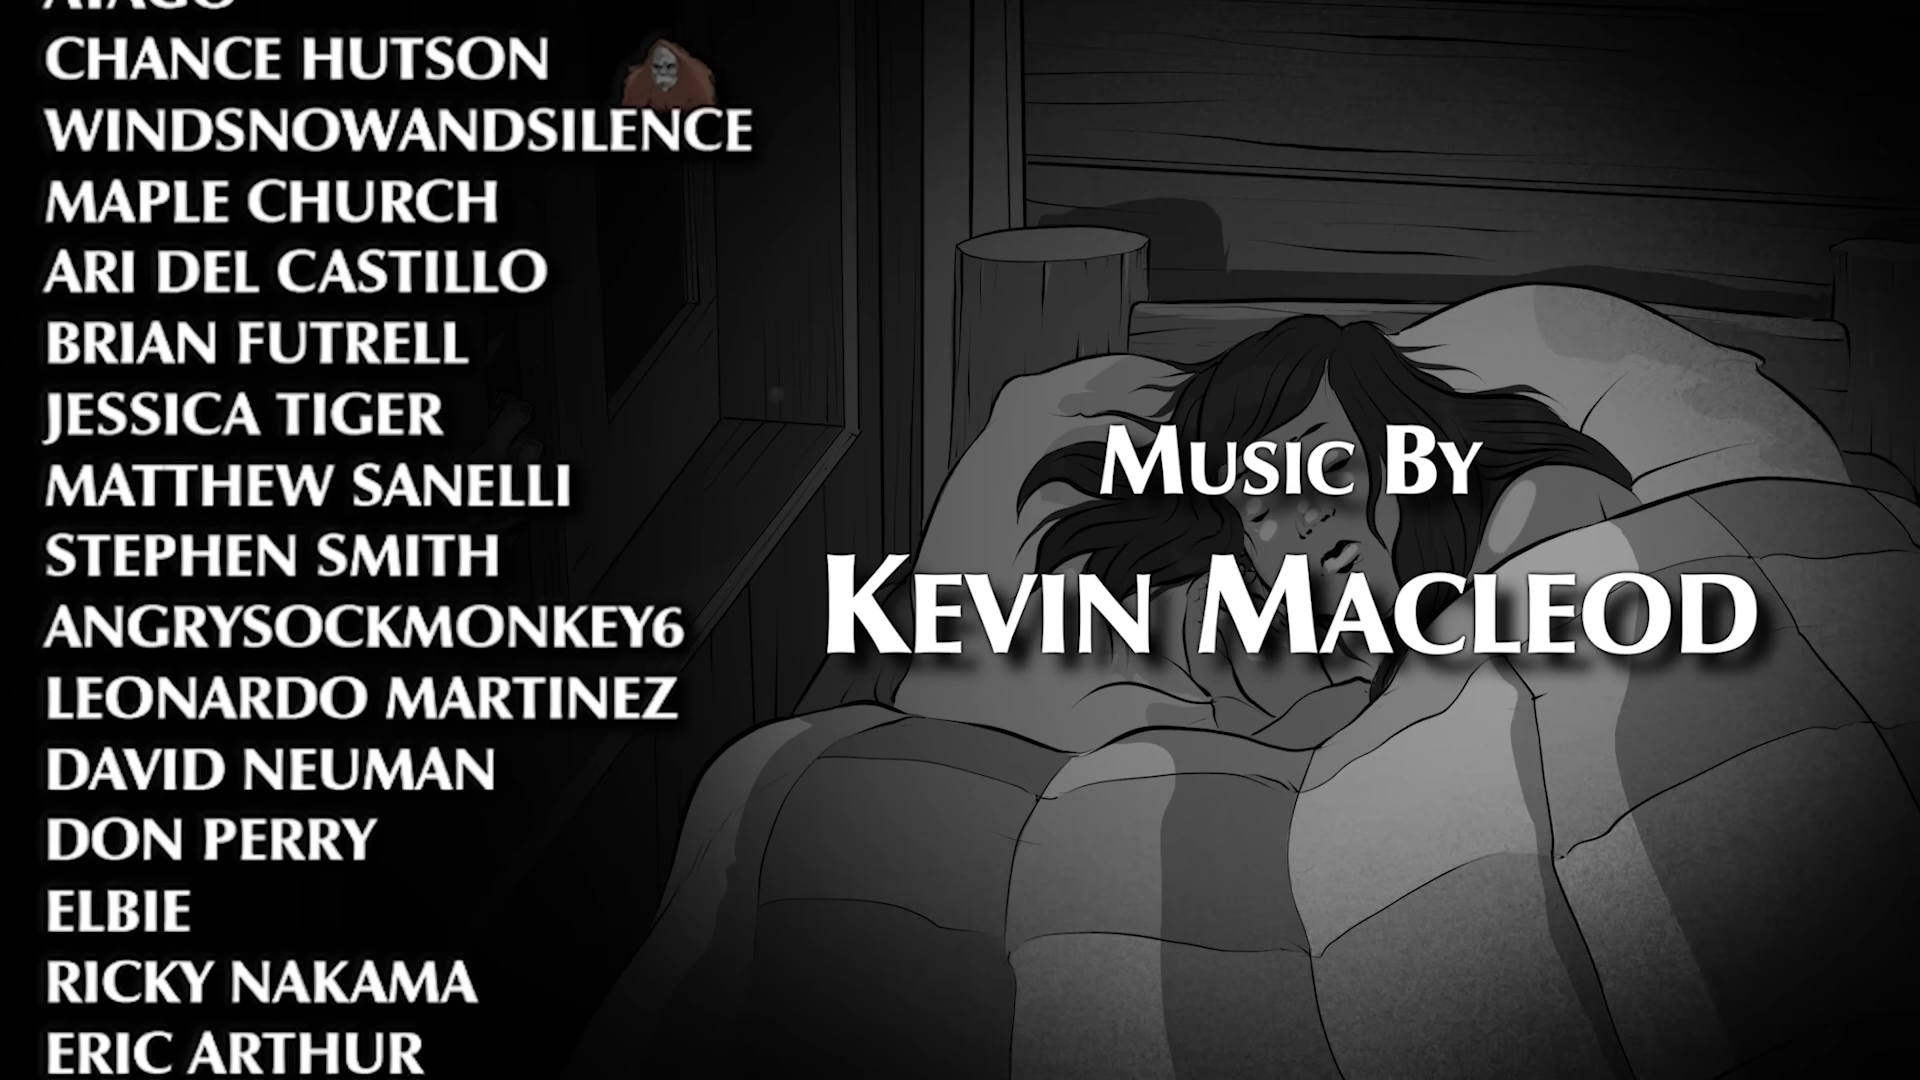 CHANCE HUTSON
WINDSNOWANDSILENCE
MAPLE CHURCH
ARI DEL CASTILLO
BRIAN FUTRELL
JESSICA TIGER
MATTHEW SANELLI
STEPHEN SMITH
ANGRYSOCKMONKEY6
LEONARDO MARTINEZ
DAVID NEUMAN
DON PERRY
ELBIE
RICKY NAKAMA
ERIC ARTHUR
MUSIC BY
KEVIN MACLEOD